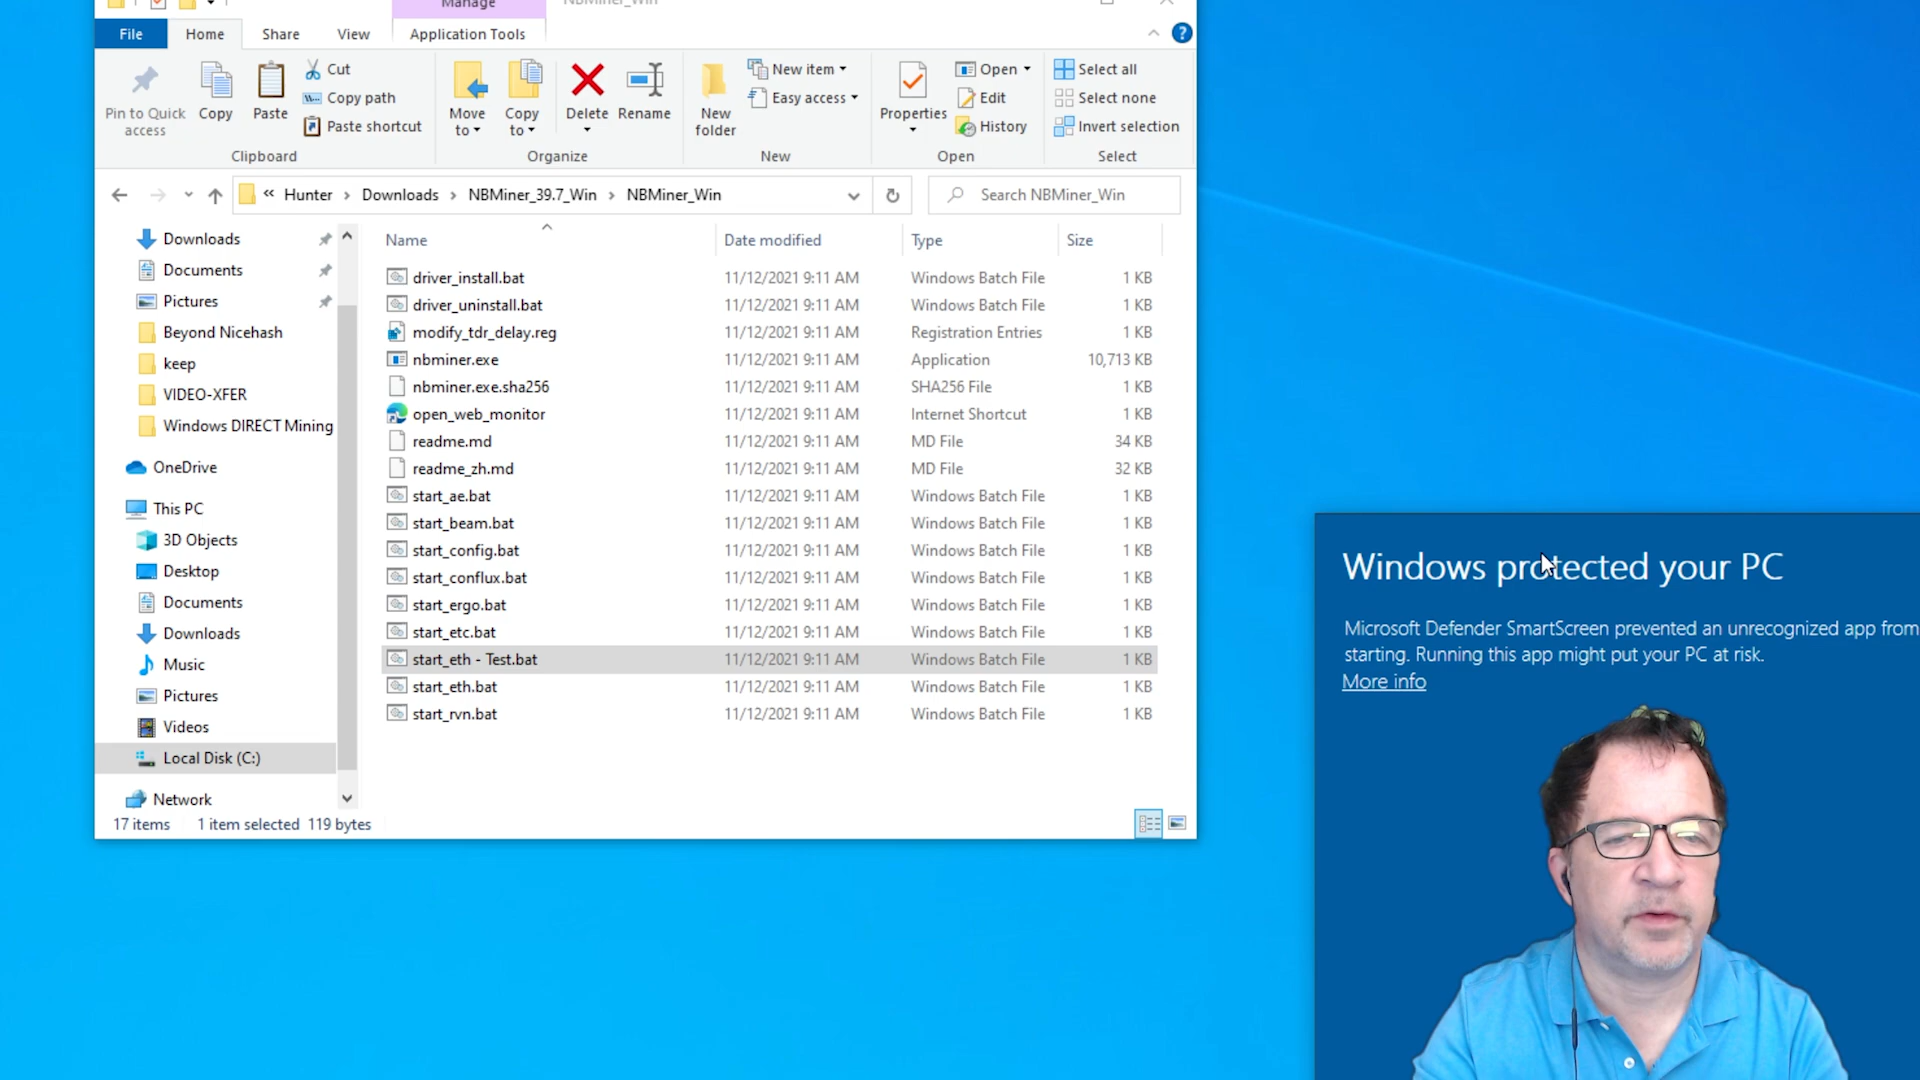 Manage
NBMiner_Win
File
Home
Share
View
Application Tools
Pin to Quick access
Copy
Paste
Cut
Copy path
Paste shortcut
Clipboard
Move to
Copy to
Delete
Rename
Organize
New folder
New item
Easy access
New
Properties
Open
Edit
History
Open
Select all
Select none
Invert selection
Select
« Hunter > Downloads > NBMiner_39.7_Win > NBMiner_Win
Search NBMiner_Win
Downloads
Documents
Pictures
Beyond Nicehash
keep
VIDEO-XFER
Windows DIRECT Mining
OneDrive
This PC
3D Objects
Desktop
Documents
Downloads
Music
Pictures
Videos
Local Disk (C:)
Network
Name Date modified Type Size
driver_install.bat 11/12/2021 9:11 AM Windows Batch File 1 KB
driver_uninstall.bat 11/12/2021 9:11 AM Windows Batch File 1 KB
modify_tdr_delay.reg 11/12/2021 9:11 AM Registration Entries 1 KB
nbminer.exe 11/12/2021 9:11 AM Application 10,713 KB
nbminer.exe.sha256 11/12/2021 9:11 AM SHA256 File 1 KB
open_web_monitor 11/12/2021 9:11 AM Internet Shortcut 1 KB
readme.md 11/12/2021 9:11 AM MD File 34 KB
readme_zh.md 11/12/2021 9:11 AM MD File 32 KB
start_ae.bat 11/12/2021 9:11 AM Windows Batch File 1 KB
start_beam.bat 11/12/2021 9:11 AM Windows Batch File 1 KB
start_config.bat 11/12/2021 9:11 AM Windows Batch File 1 KB
start_conflux.bat 11/12/2021 9:11 AM Windows Batch File 1 KB
start_ergo.bat 11/12/2021 9:11 AM Windows Batch File 1 KB
start_etc.bat 11/12/2021 9:11 AM Windows Batch File 1 KB
start_eth - Test.bat 11/12/2021 9:11 AM Windows Batch File 1 KB
start_eth.bat 11/12/2021 9:11 AM Windows Batch File 1 KB
start_rvn.bat 11/12/2021 9:11 AM Windows Batch File 1 KB
17 items 1 item selected 119 bytes
Windows protected your PC
Microsoft Defender SmartScreen prevented an unrecognized app from
starting. Running this app might put your PC at risk.
More info